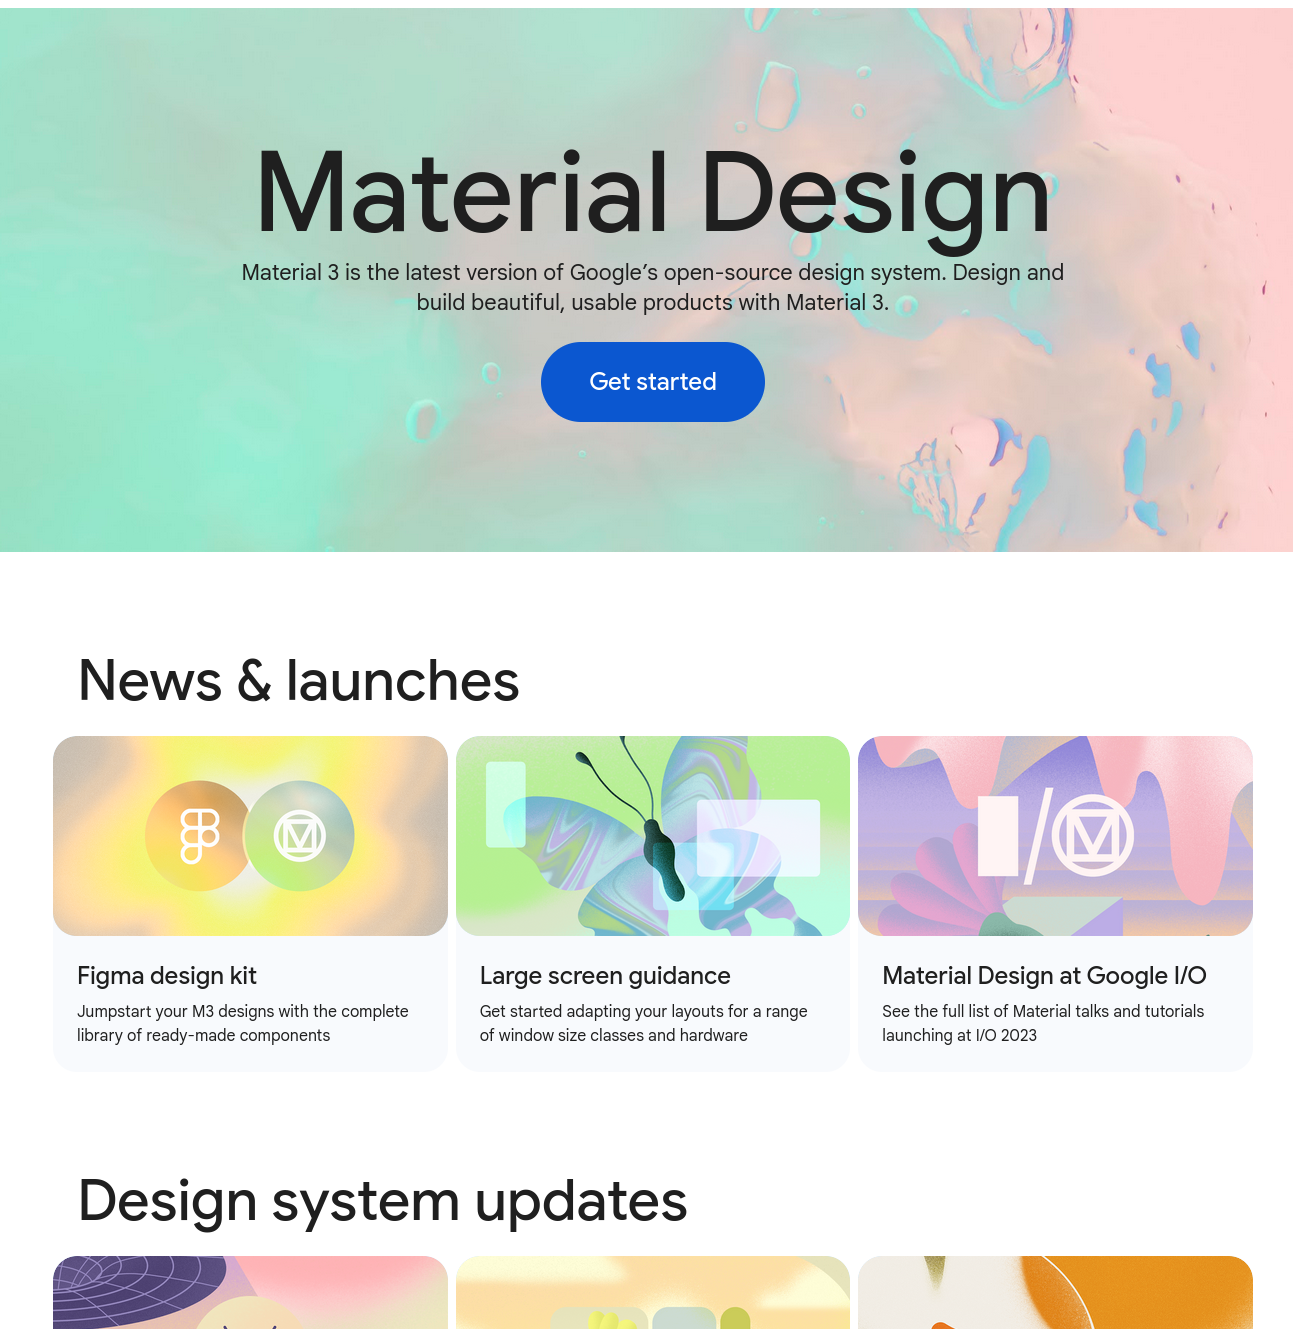 Material Design
Material 3 is the latest version of Google’s open-source design system. Design and
build beautiful, usable products with Material 3.
Get started
News & launches
I/O
Figma design kit
Jumpstart your M3 designs with the complete
library of ready-made components
Large screen guidance
Get started adapting your layouts for a range
of window size classes and hardware
Material Design at Google I/O
See the full list of Material talks and tutorials
launching at I/O 2023
Design system updates